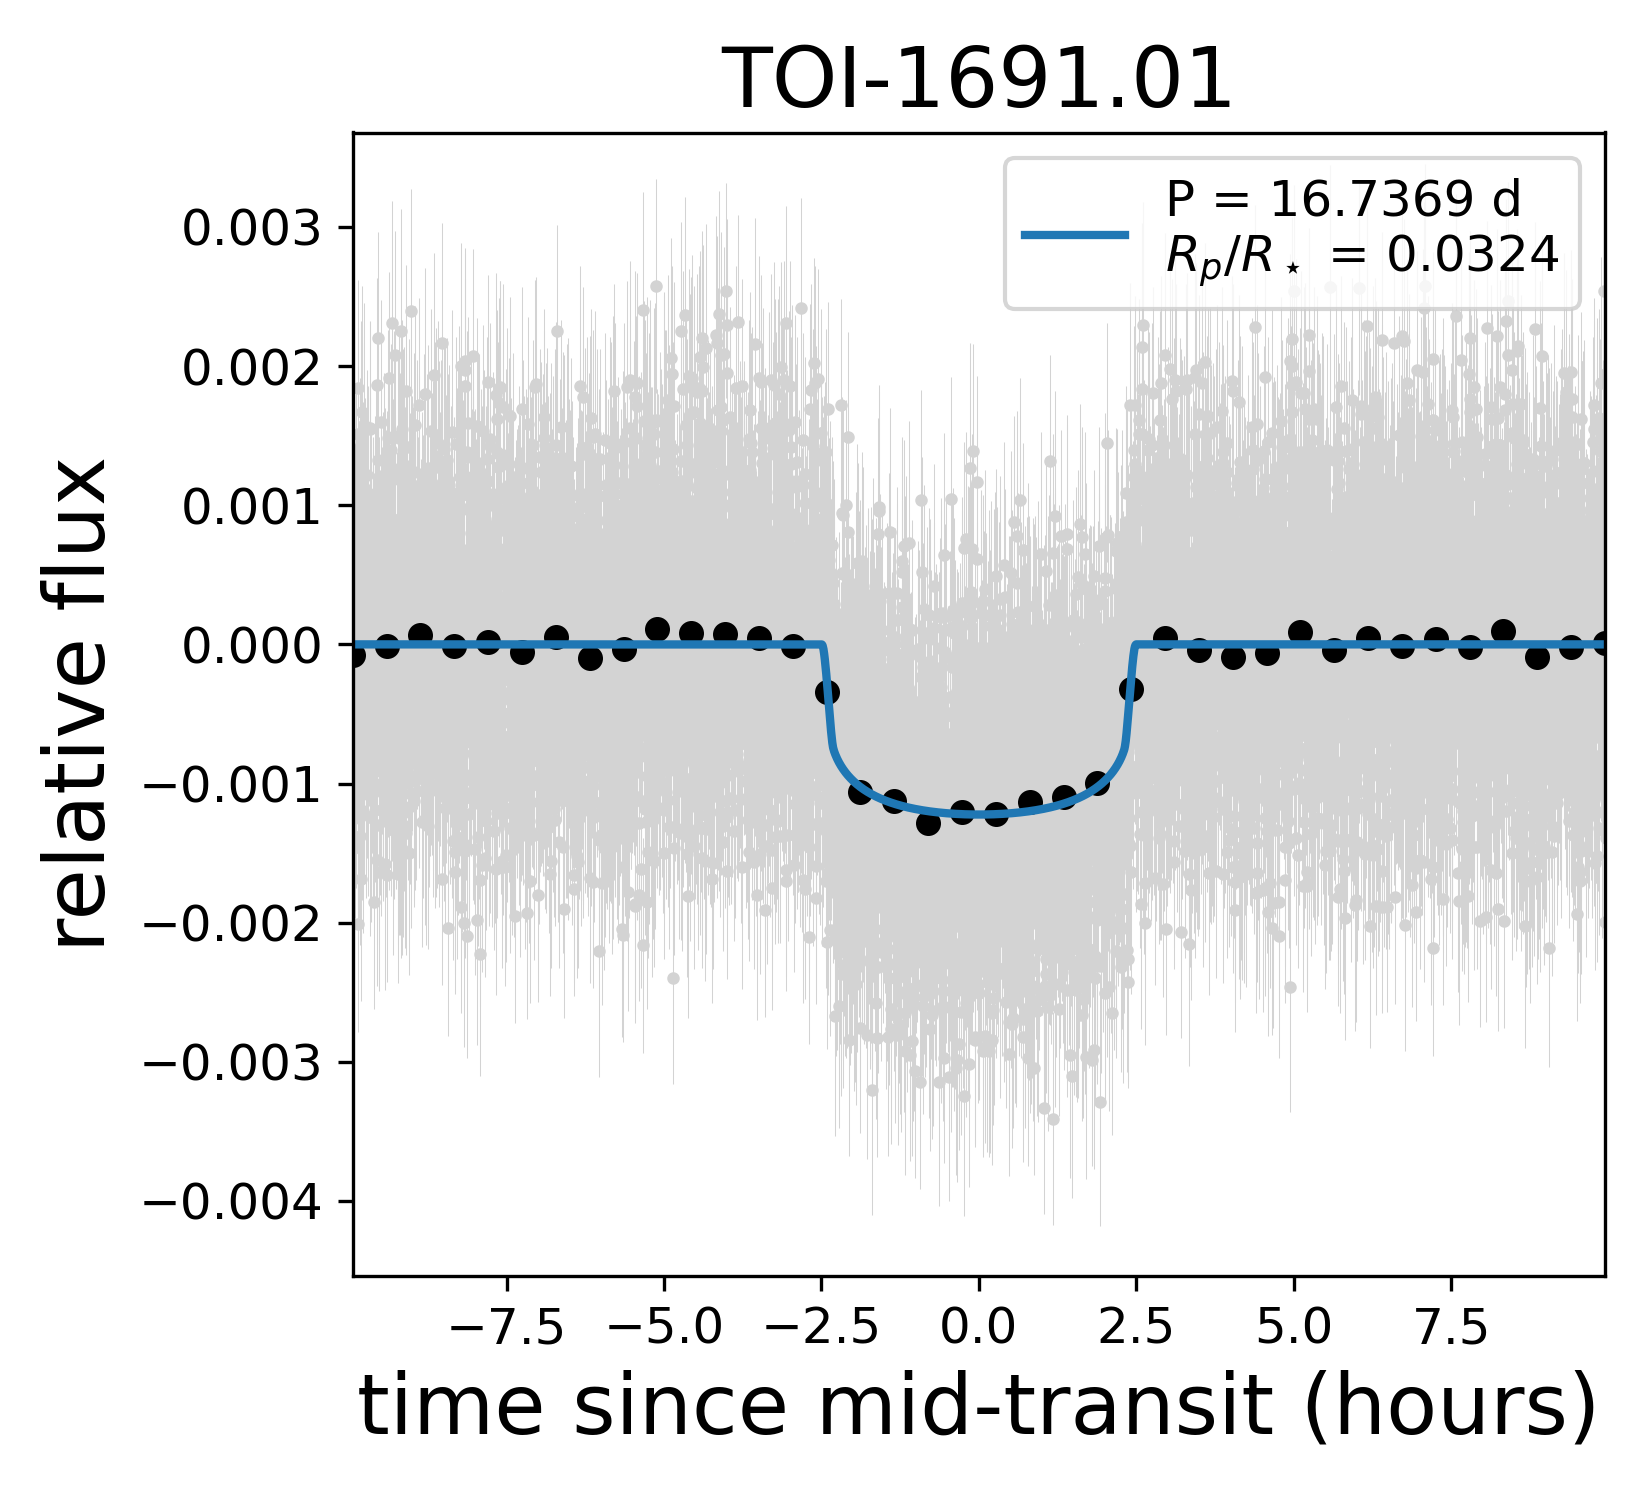 TOI-1691.01
P = 16.7369 d
Rp/R⋆ = 0.0324
relative flux
0.003
0.002
0.001
0.000
−0.001
−0.002
−0.003
−0.004
−7.5 −5.0 −2.5 0.0 2.5 5.0 7.5
time since mid-transit (hours)